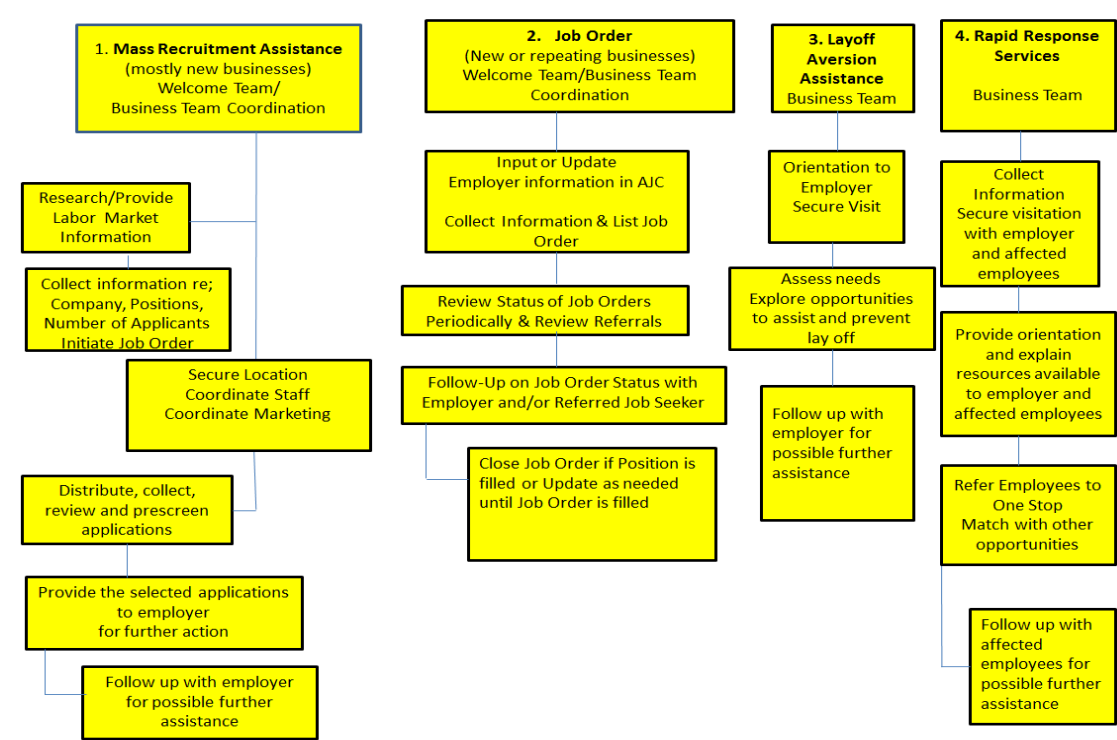 1. Mass Recruitment Assistance
(mostly new businesses)
Welcome Team/
Business Team Coordination
Research/Provide
Labor Market
Information
Collect information re;
Company, Positions,
Number of Applicants
Initiate Job Order
Secure Location
Coordinate Staff
Coordinate Marketing
Distribute, collect,
review and prescreen
applications
Provide the selected applications
to employer
for further action
Follow up with employer
for possible further
assistance
2. Job Order
(New or repeating businesses)
Welcome Team/Business Team
Coordination
Input or Update
Employer information in AJC
Collect Information & List Job
Order
Review Status of Job Orders
Periodically & Review Referrals
Follow-Up on Job Order Status with
Employer and/or Referred Job Seeker
Close Job Order if Position is
filled or Update as needed
until Job Order is filled
3. Layoff
Aversion
Assistance
Business Team
Orientation to
Employer
Secure Visit
Assess needs
Explore opportunities
to assist and prevent
lay off
Follow up with
employer for
possible further
assistance
4. Rapid Response
Services
Business Team
Collect
Information
Secure visitation
with employer
and affected
employees
Provide orientation
and explain
resources available
to employer and
affected employees
Refer Employees to
One Stop
Match with other
opportunities
Follow up with
affected
employees for
possible further
assistance